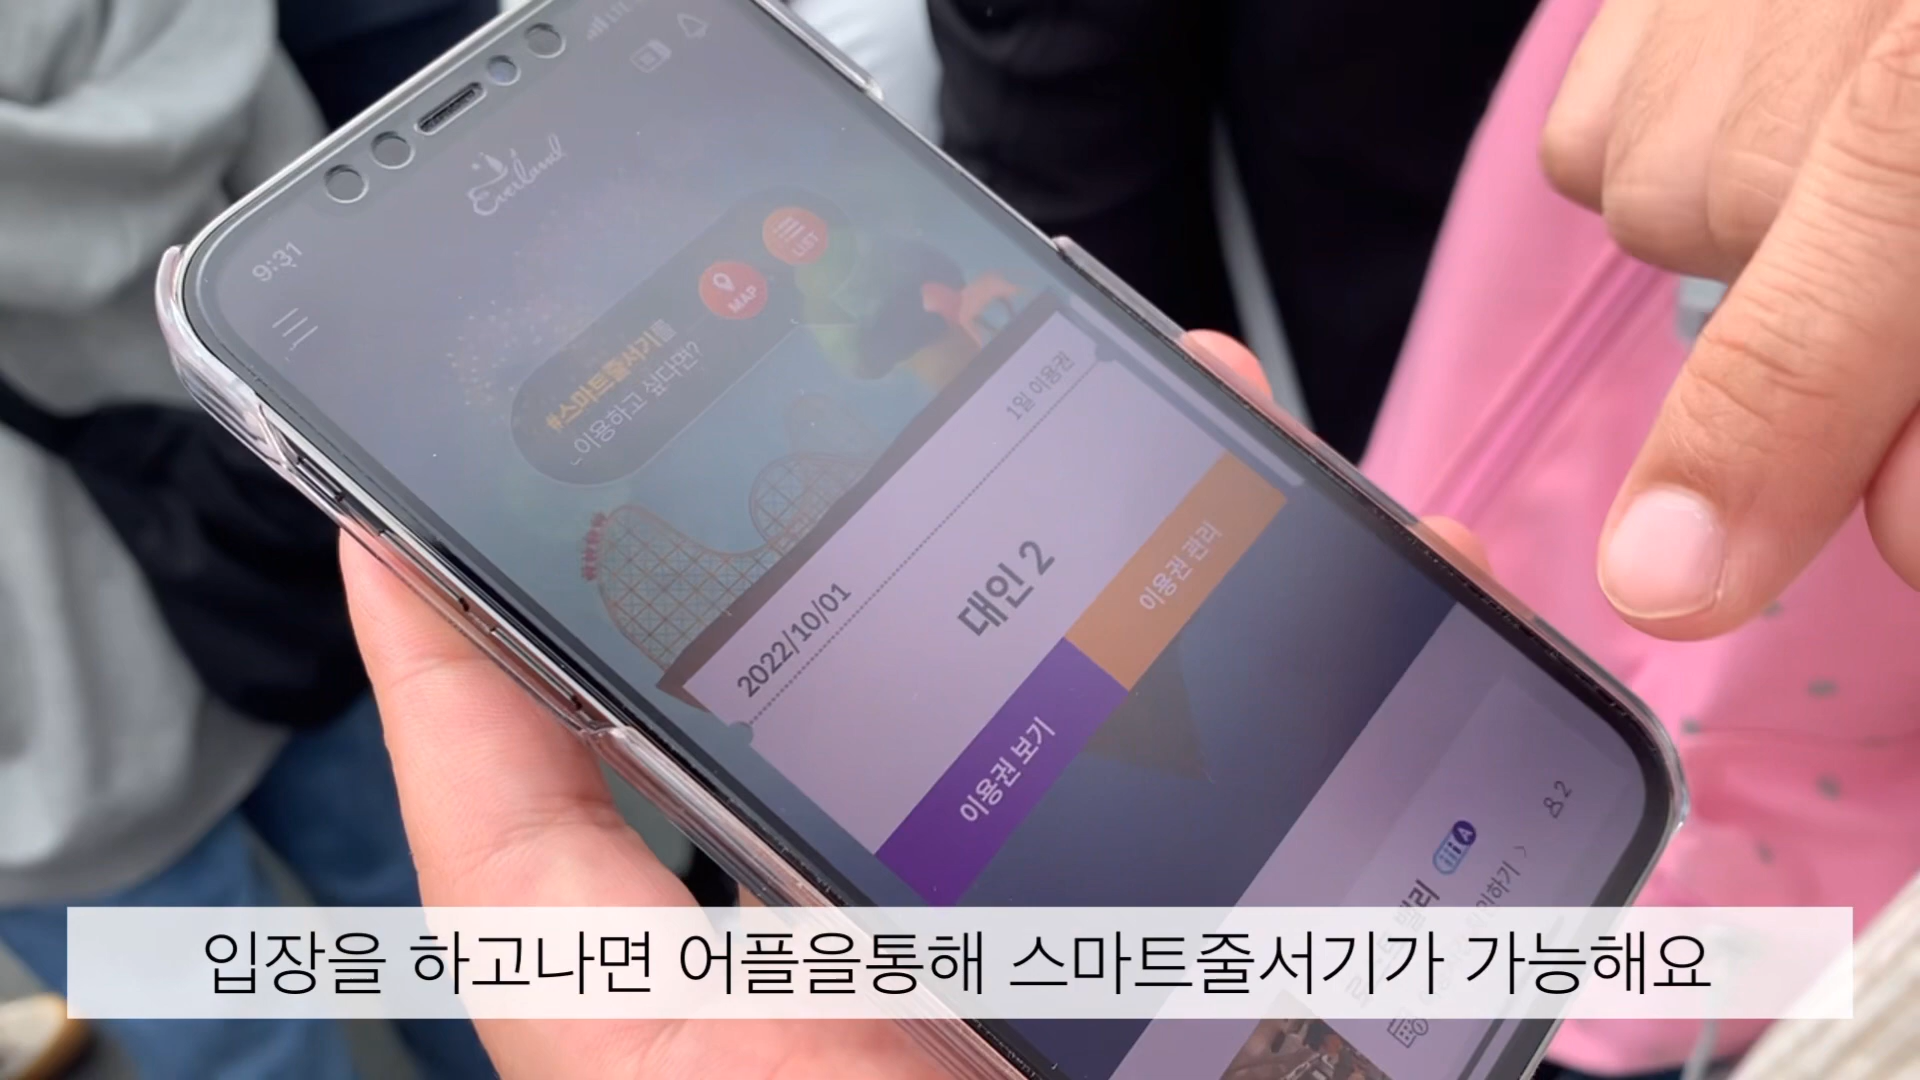 9:31
LTE
Everland
LIST
MAP
#스마트줄서기를
이용하고 싶다면?
1일 이용권
2022/10/01
대인 2
이용권 관리
이용권 보기
A
2
입장을 하고나면 어플을통해 스마트줄서기가 가능해요